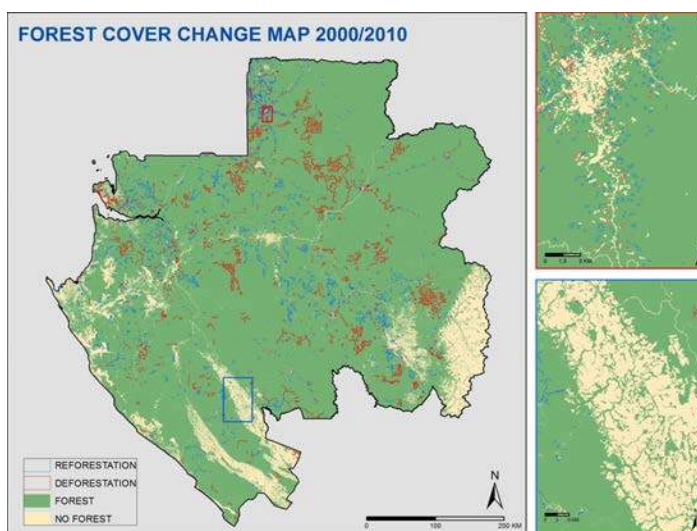 FOREST COVER CHANGE MAP 2000/2010
REFORESTATION
DEFORESTATION
FOREST
NO FOREST
N
0 100 200 KM